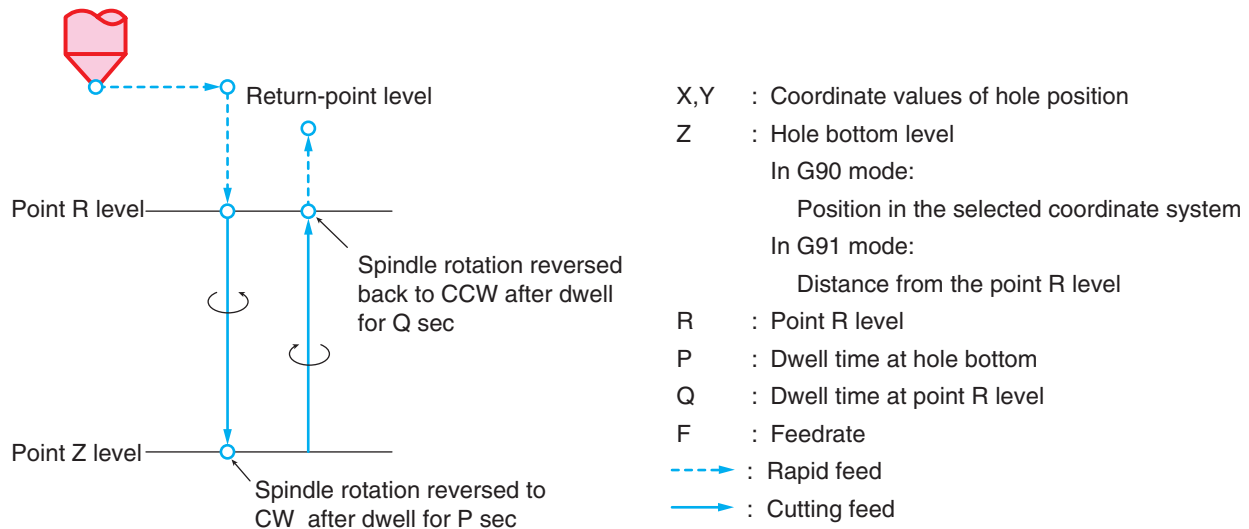 Return-point level
Point R level
Spindle rotation reversed
back to CCW after dwell
for Q sec
Point Z level
Spindle rotation reversed to
CW after dwell for P sec
X,Y : Coordinate values of hole position
Z : Hole bottom level
In G90 mode:
Position in the selected coordinate system
In G91 mode:
Distance from the point R level
R : Point R level
P : Dwell time at hole bottom
Q : Dwell time at point R level
F : Feedrate
: Rapid feed
: Cutting feed